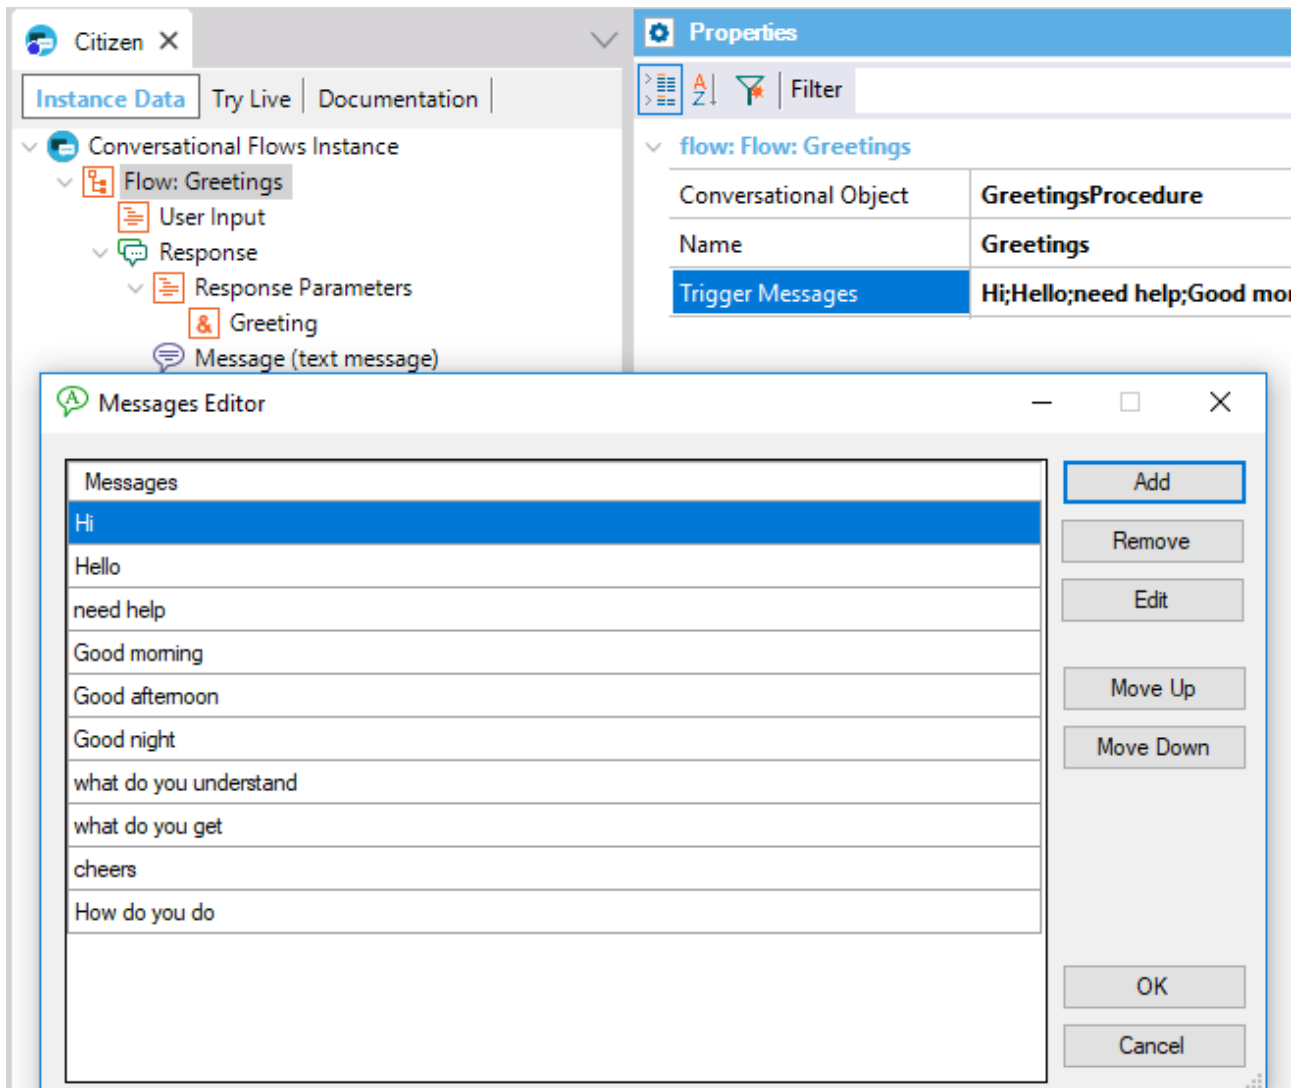 Citizen
Properties
Instance Data Try Live Documentation
Filter
Conversational Flows Instance
Flow: Greetings
User Input
Response
Response Parameters
& Greeting
Message (text message)
flow: Flow: Greetings
Conversational Object GreetingsProcedure
Name Greetings
Trigger Messages Hi;Hello;need help;Good mor
Messages Editor
Messages
Hi
Hello
need help
Good morning
Good afternoon
Good night
what do you understand
what do you get
cheers
How do you do
Add
Remove
Edit
Move Up
Move Down
OK
Cancel